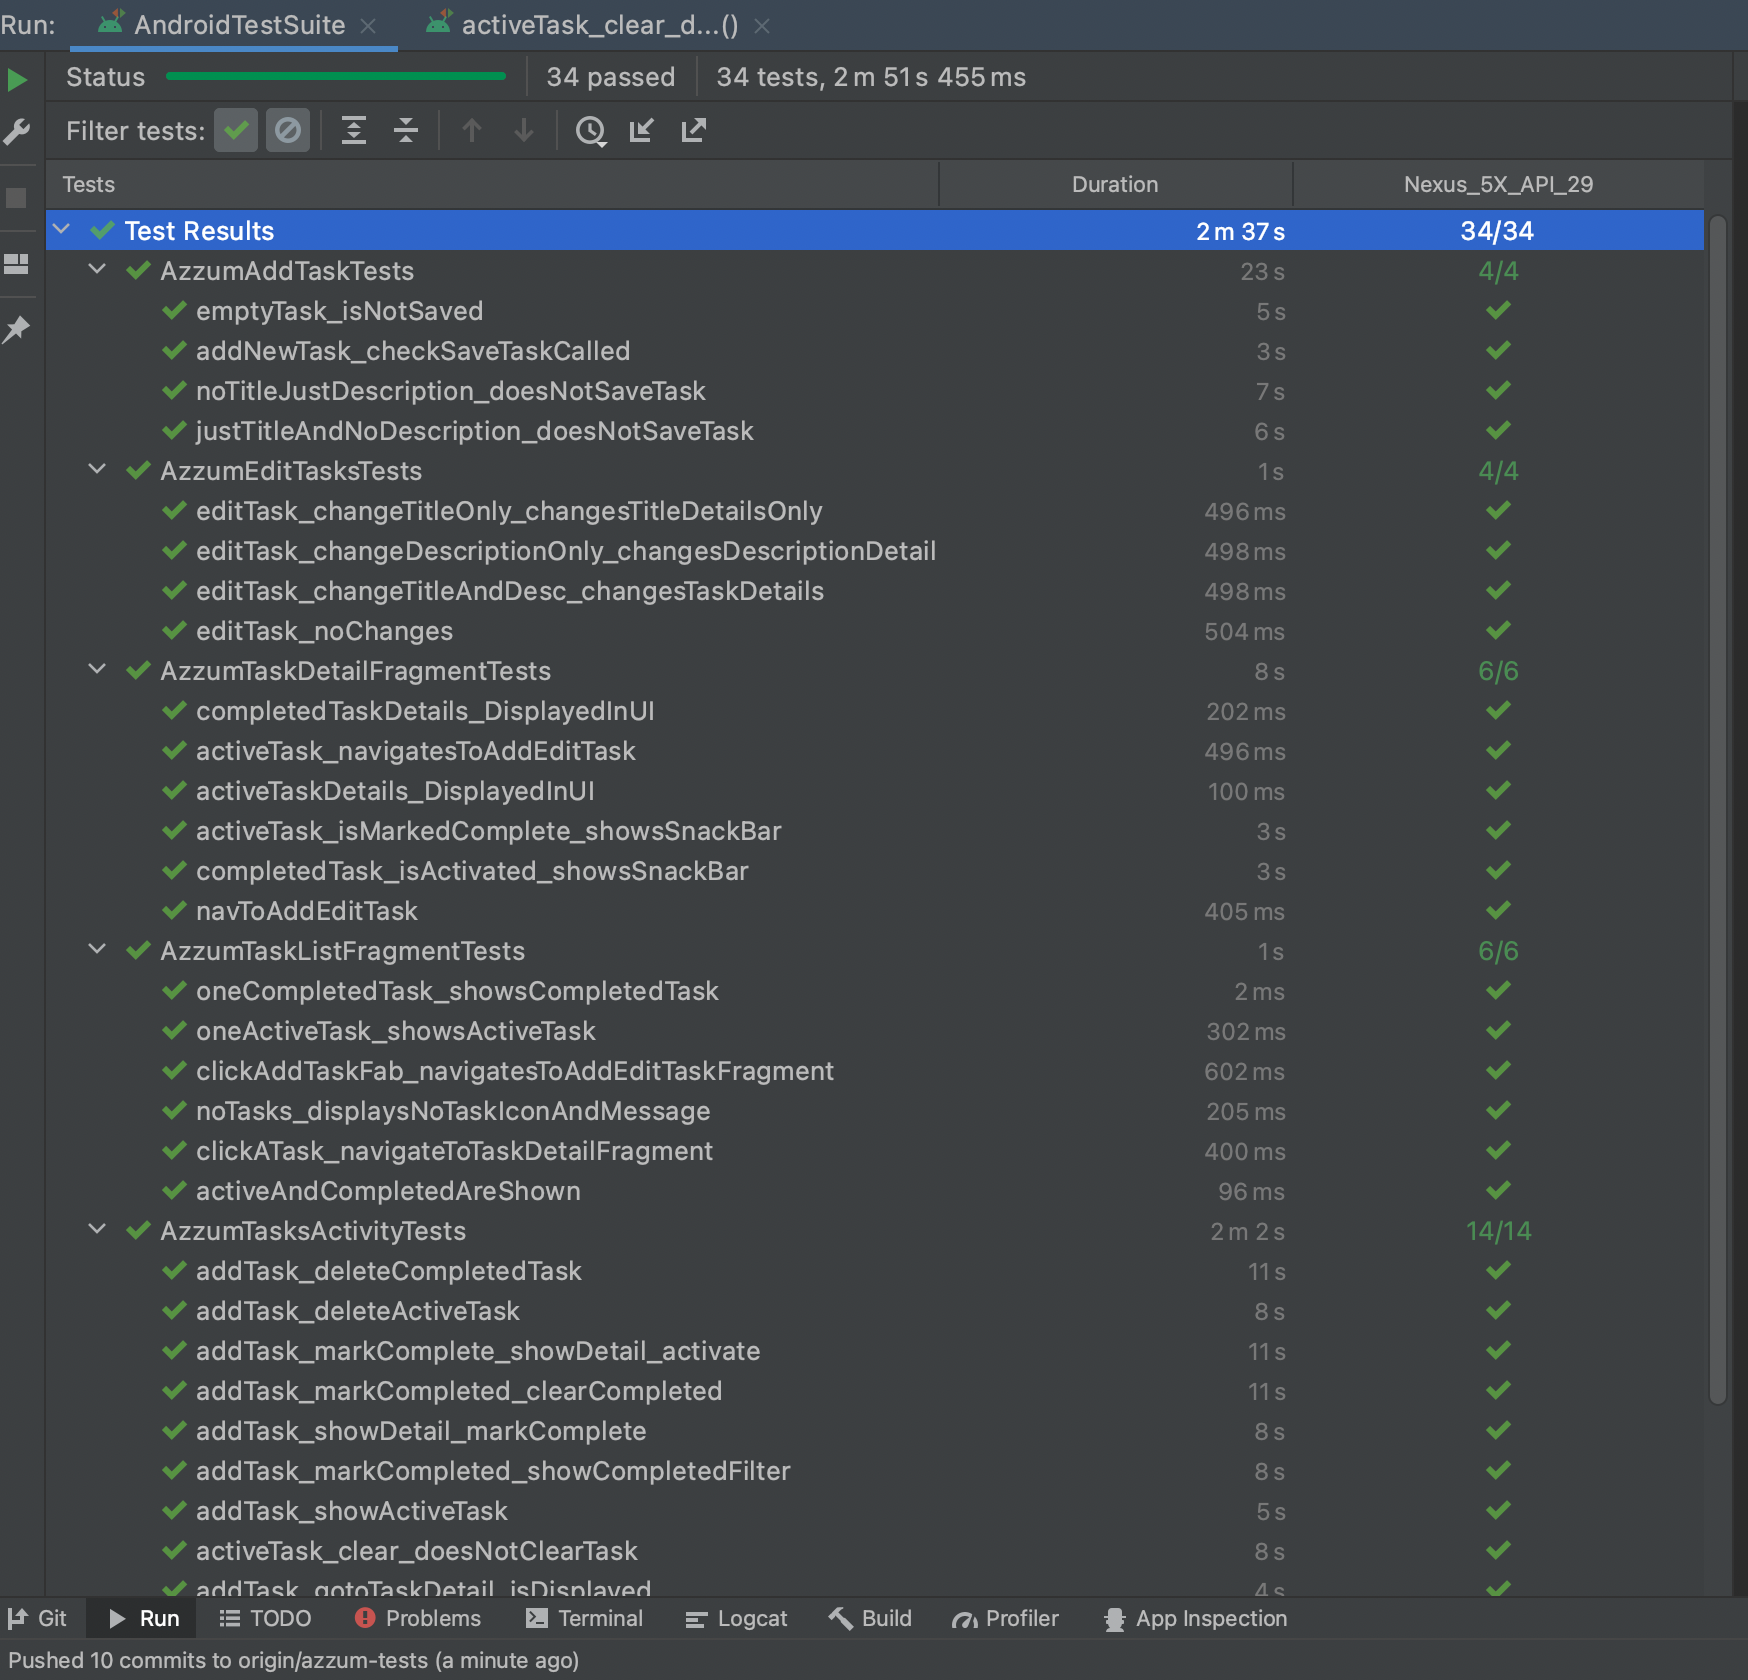 Run: AndroidTestSuite activeTask_clear_d...()
Status 34 passed 34 tests, 2 m 51 s 455 ms
Filter tests:
Tests Duration Nexus_5X_API_29
Test Results 2 m 37 s 34/34
AzzumAddTaskTests 23 s 4/4
emptyTask_isNotSaved 5 s
addNewTask_checkSaveTaskCalled 3 s
noTitleJustDescription_doesNotSaveTask 7 s
justTitleAndNoDescription_doesNotSaveTask 6 s
AzzumEditTasksTests 1 s 4/4
editTask_changeTitleOnly_changesTitleDetailsOnly 496 ms
editTask_changeDescriptionOnly_changesDescriptionDetail 498 ms
editTask_changeTitleAndDesc_changesTaskDetails 498 ms
editTask_noChanges 504 ms
AzzumTaskDetailFragmentTests 8 s 6/6
completedTaskDetails_DisplayedInUI 202 ms
activeTask_navigatesToAddEditTask 496 ms
activeTaskDetails_DisplayedInUI 100 ms
activeTask_isMarkedComplete_showsSnackBar 3 s
completedTask_isActivated_showsSnackBar 3 s
navToAddEditTask 405 ms
AzzumTaskListFragmentTests 1 s 6/6
oneCompletedTask_showsCompletedTask 2 ms
oneActiveTask_showsActiveTask 302 ms
clickAddTaskFab_navigatesToAddEditTaskFragment 602 ms
noTasks_displaysNoTaskIconAndMessage 205 ms
clickATask_navigateToTaskDetailFragment 400 ms
activeAndCompletedAreShown 96 ms
AzzumTasksActivityTests 2 m 2 s 14/14
addTask_deleteCompletedTask 11 s
addTask_deleteActiveTask 8 s
addTask_markComplete_showDetail_activate 11 s
addTask_markCompleted_clearCompleted 11 s
addTask_showDetail_markComplete 8 s
addTask_markCompleted_showCompletedFilter 8 s
addTask_showActiveTask 5 s
activeTask_clear_doesNotClearTask 8 s
addTask_gotoTaskDetail_isDisplayed 4 s
Git Run TODO Problems Terminal Logcat Build Profiler App Inspection
Pushed 10 commits to origin/azzum-tests (a minute ago)